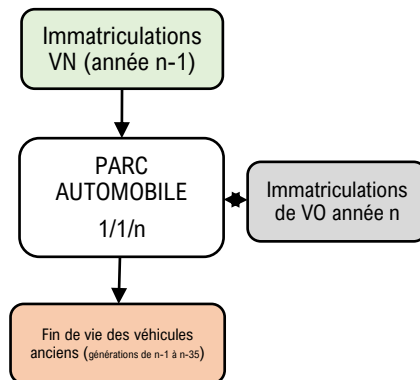 Immatriculations
VN (année n-1)
PARC
AUTOMOBILE
1/1/n
Immatriculations
de VO année n
Fin de vie des véhicules
anciens (générations de n-1 à n-35)